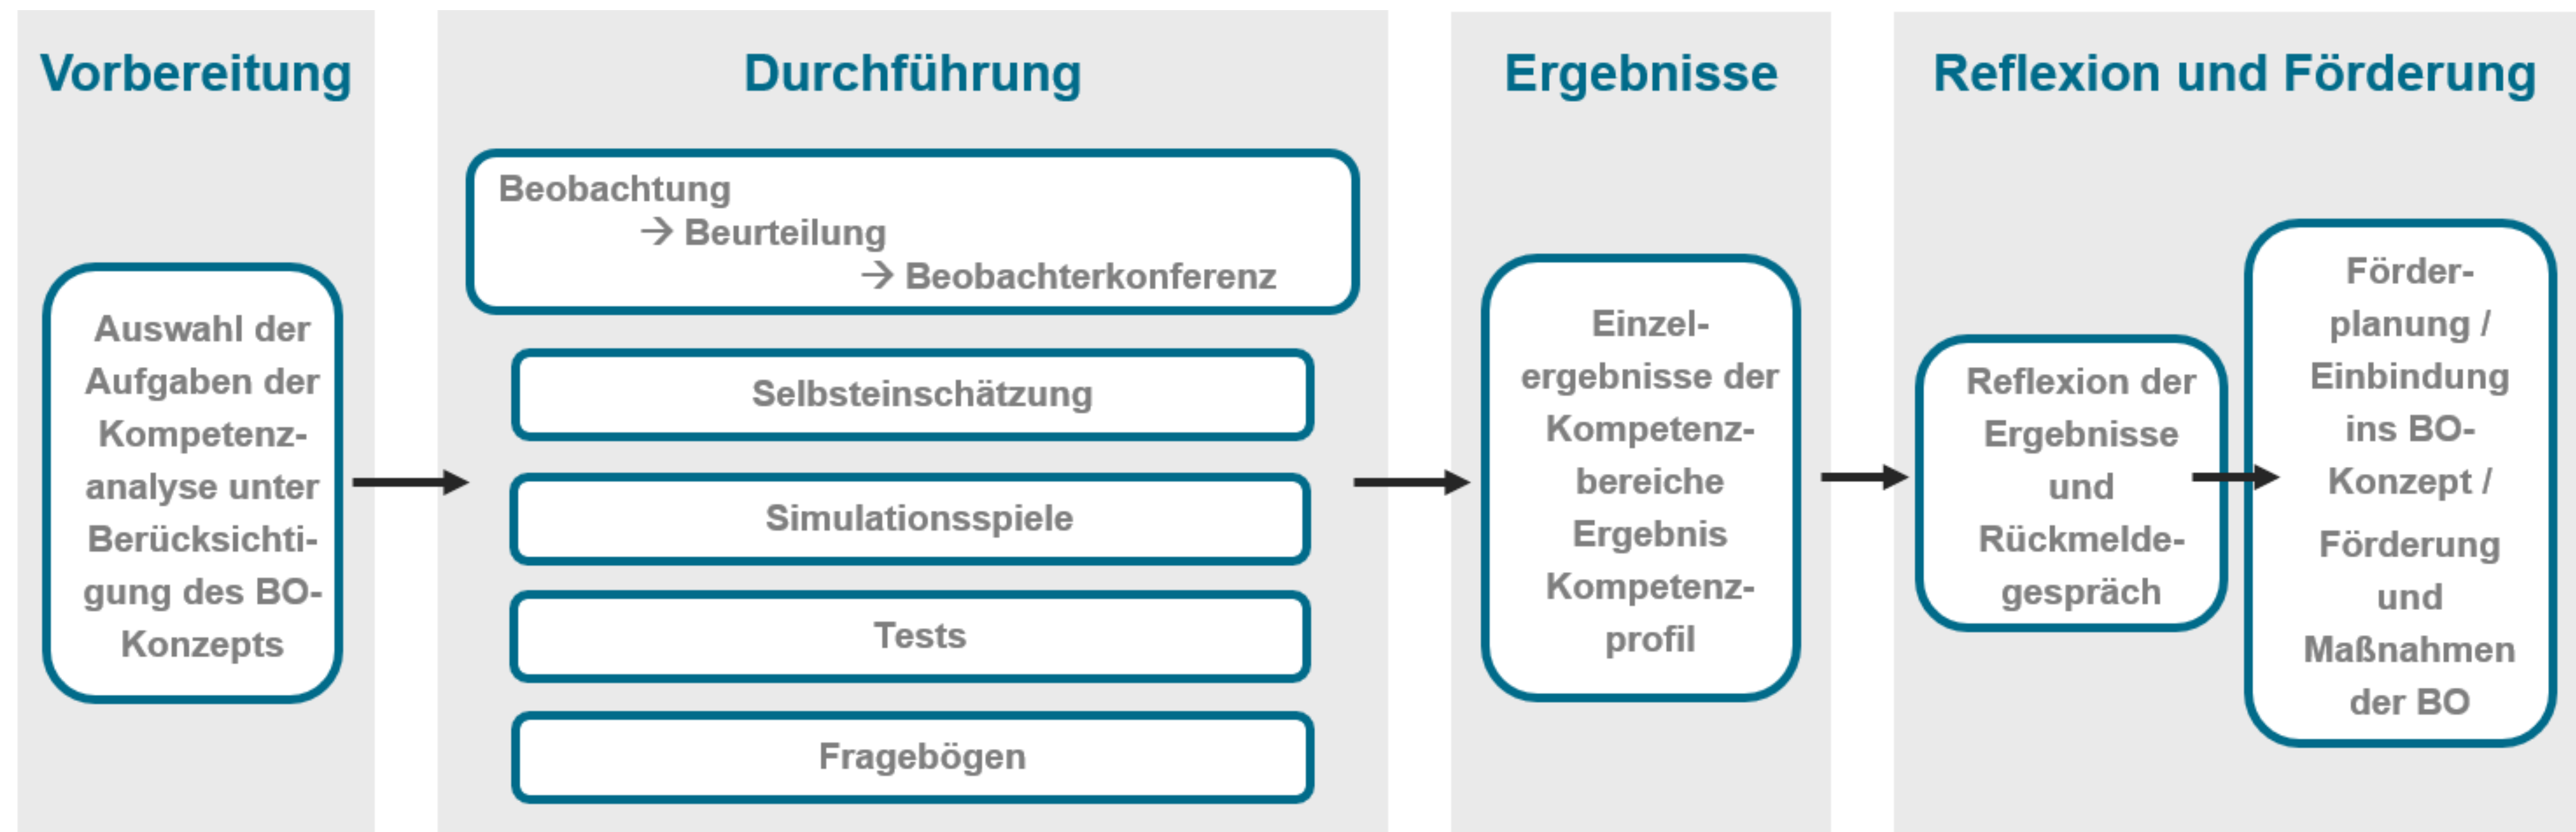 Vorbereitung
Auswahl der
Aufgaben der
Kompetenz-
analyse unter
Berücksichti-
gung des BO-
Konzepts
Durchführung
Beobachtung
→ Beurteilung
→ Beobachterkonferenz
Selbsteinschätzung
Simulationsspiele
Tests
Fragebögen
Ergebnisse
Einzel-
ergebnisse der
Kompetenz-
bereiche
Ergebnis
Kompetenz-
profil
Reflexion und Förderung
Reflexion der
Ergebnisse
und
Rückmelde-
gespräch
Förder-
planung /
Einbindung
ins BO-
Konzept /
Förderung
und
Maßnahmen
der BO